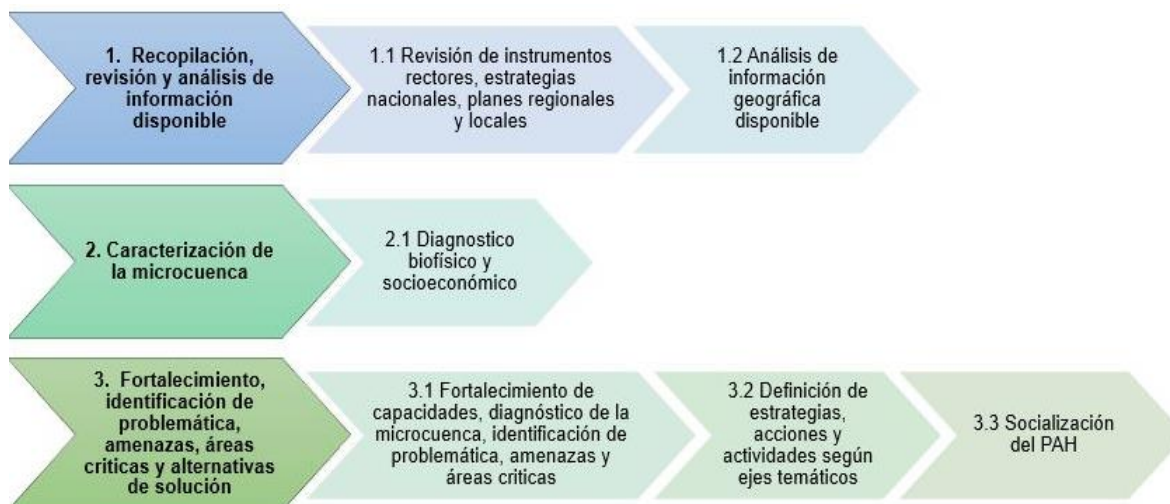 1. Recopilación,
revisión y análisis de
información
disponible
1.1 Revisión de instrumentos
rectores, estrategias
nacionales, planes regionales
y locales
1.2 Análisis de
información
geográfica
disponible
2. Caracterización de
la microcuenca
2.1 Diagnostico
biofísico y
socioeconómico
3. Fortalecimiento,
identificación de
problemática,
amenazas, áreas
criticas y alternativas
de solución
3.1 Fortalecimiento de
capacidades, diagnóstico de la
microcuenca, identificación de
problemática, amenazas y
áreas criticas
3.2 Definición de
estrategias,
acciones y
actividades según
ejes temáticos
3.3 Socialización
del PAH